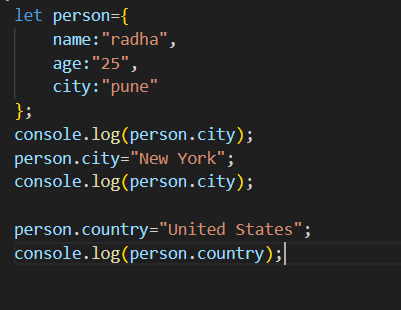 let person={
    name:"radha",
    age:"25",
    city:"pune"
};
console.log(person.city);
person.city="New York";
console.log(person.city);

person.country="United States";
console.log(person.country);